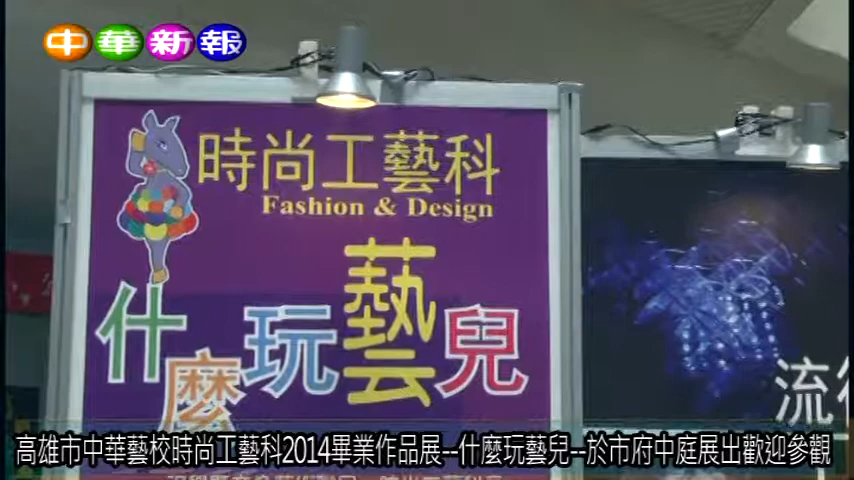 中華新報
時尚工藝科
Fashion & Design
什麼玩藝兒
流
高雄市中華藝校時尚工藝科2014畢業作品展--什麼玩藝兒--於市府中庭展出歡迎參觀